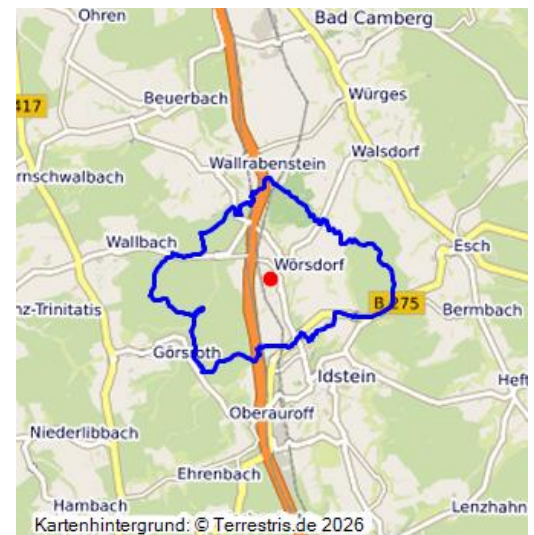 Ohren
Bad Camberg
417
Beuerbach
Würges
Wallrabenstein
Walsdorf
rnschwalbach
Wallbach
Esch
Wörsdorf
nz-Trinitatis
B 275
Bermbach
Görsroth
Idstein
Heft
Oberauroff
Niederlibbach
Ehrenbach
Hambach
Lenzhahn
Kartenhintergrund: © Terrestris.de 2026